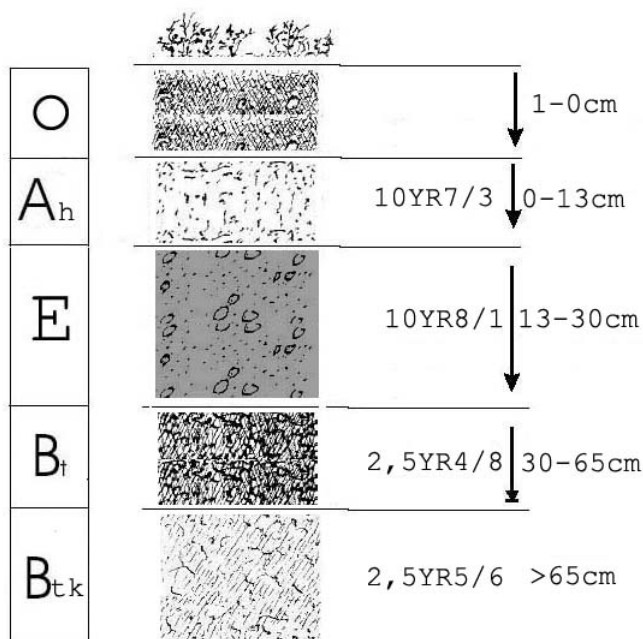 O 1-0cm
Ah 10YR7/3 0-13cm
E 10YR8/1 13-30cm
Bt 2,5YR4/8 30-65cm
Btk 2,5YR5/6 >65cm